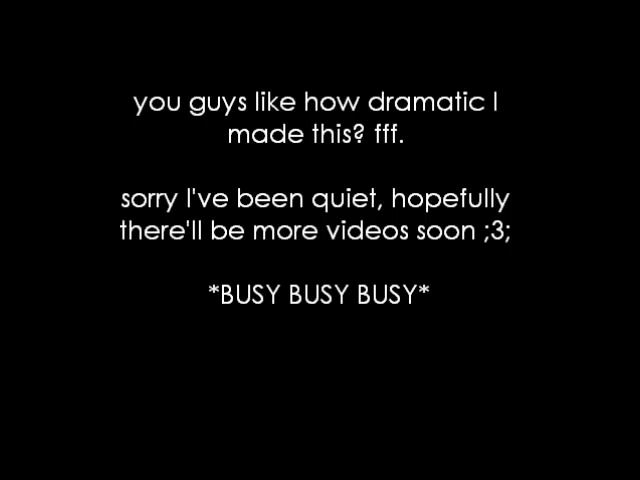 you guys like how dramatic I
made this? fff.
sorry I've been quiet, hopefully
there'll be more videos soon ;3;
*BUSY BUSY BUSY*